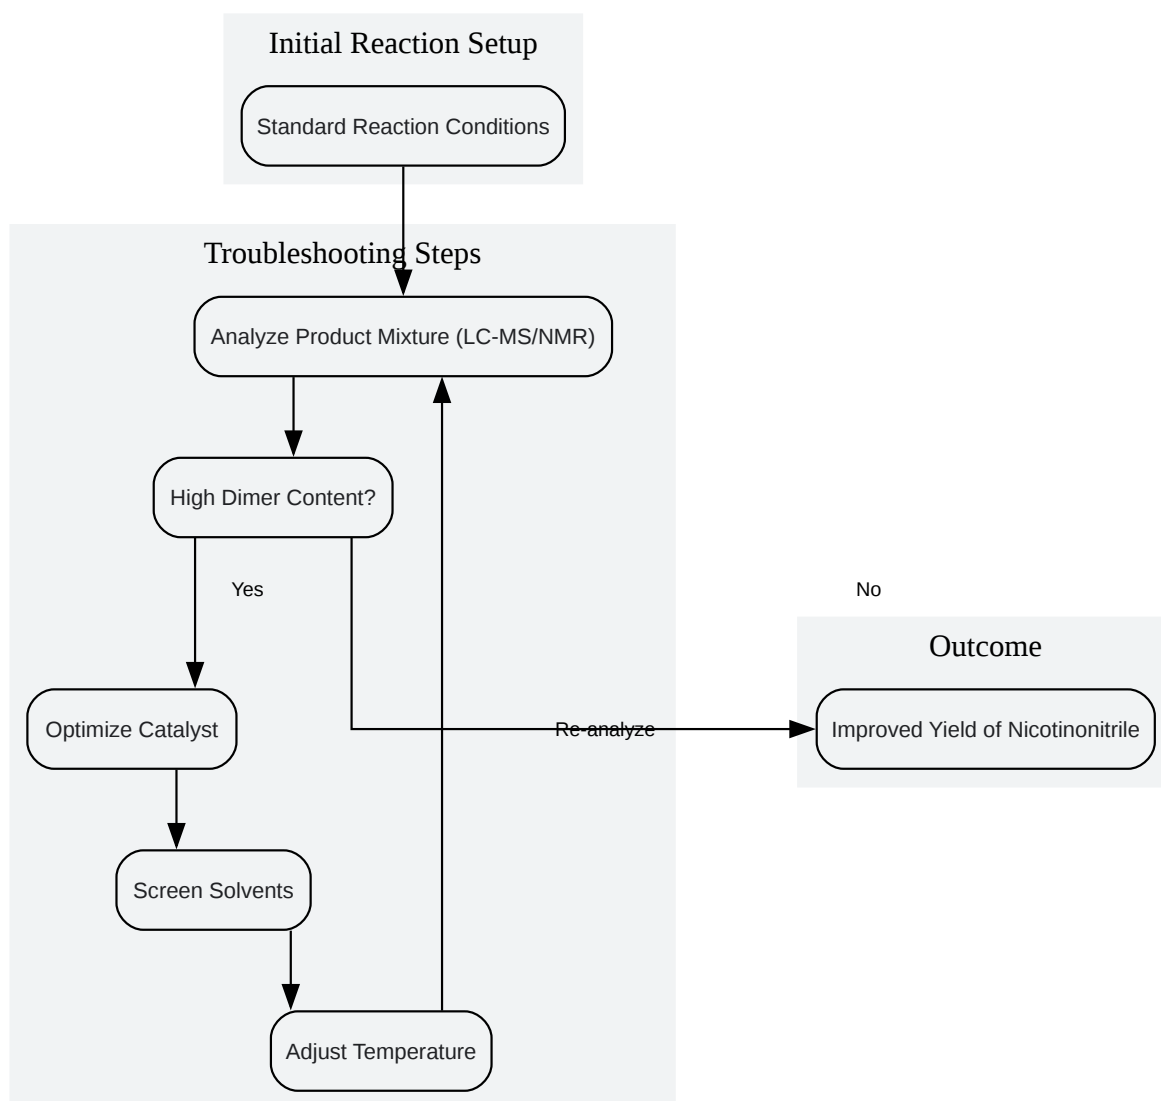 Initial Reaction Setup
Standard Reaction Conditions
Troubleshooting Steps
Analyze Product Mixture (LC-MS/NMR)
High Dimer Content?
Yes
No
Outcome
Optimize Catalyst
Re-analyze
Improved Yield of Nicotinonitrile
Screen Solvents
Adjust Temperature